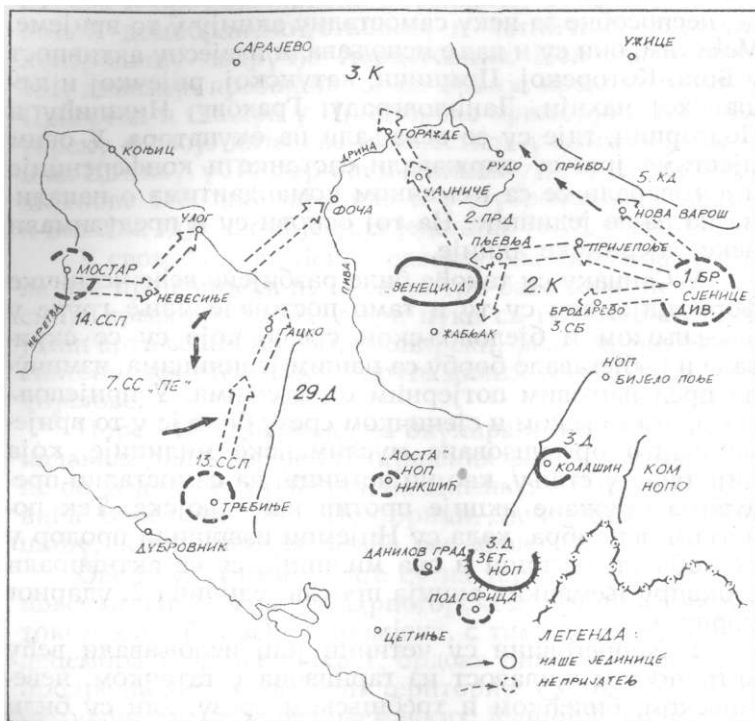 САРАЈЕВО
УЖИЦЕ
3. К
ГОРАЖДЕ
ДРИНА
КОЊИЦ
РУДО
ПРИБОЈ
5. КД
ЧАЈНИЧЕ
ФОЧА
2. ПРД
НОВА ВАРОШ
УЛОГ
ПЉЕВЉА
ПРИЈЕПОЉЕ
МОСТАР
ПИВА
"ВЕНЕЦИЈА"
2. К
1. БР.
СЈЕНИЦЕ
ДИВ.
НЕВЕСИЊЕ
БРОДАРЕВО
3. СБ
14. ССП
ГАЦКО
ЖАБЉАК
НЕРЕТВА
НОП
БИЈЕЛО ПОЉЕ
7. СС "ПЕ"
29. Д
3. Д.
КОЛАШИН
КОМ
НОПО
13. ССП
АОСТА
НОП
НИКШИЋ
ТРЕБИЊЕ
ДУБРОВНИК
ДАНИЛОВ ГРАД
ЗЕТ.
НОП
ПОДГОРИЦА
ЦЕТИЊЕ
ЛЕГЕНДА:
НАШЕ ЈЕДИНИЦЕ
НЕПРИЈАТЕЉ